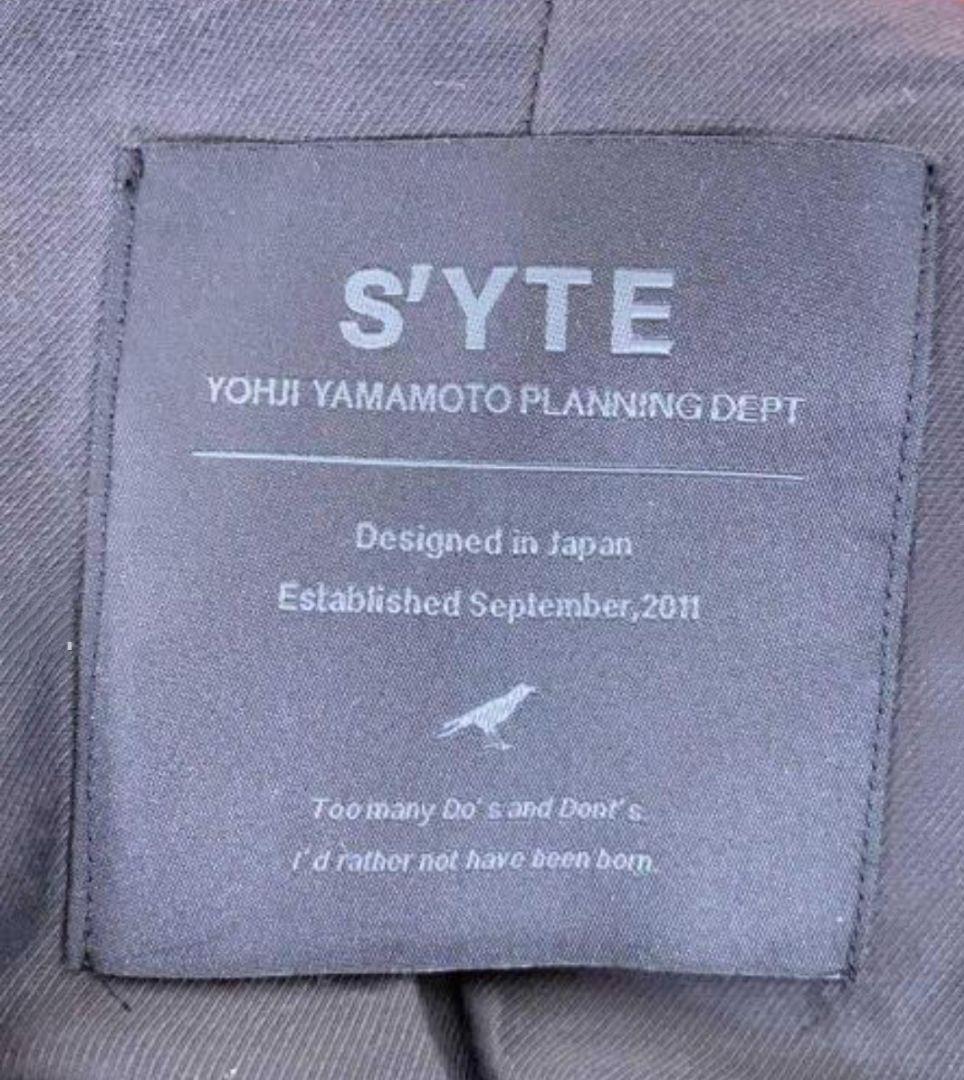 S'YTE
YOHJI YAMAMOTO PLANNING DEPT
Designed in Japan
Established September,2011
Too many Do's and Dont's.
i'd rather not have been born.